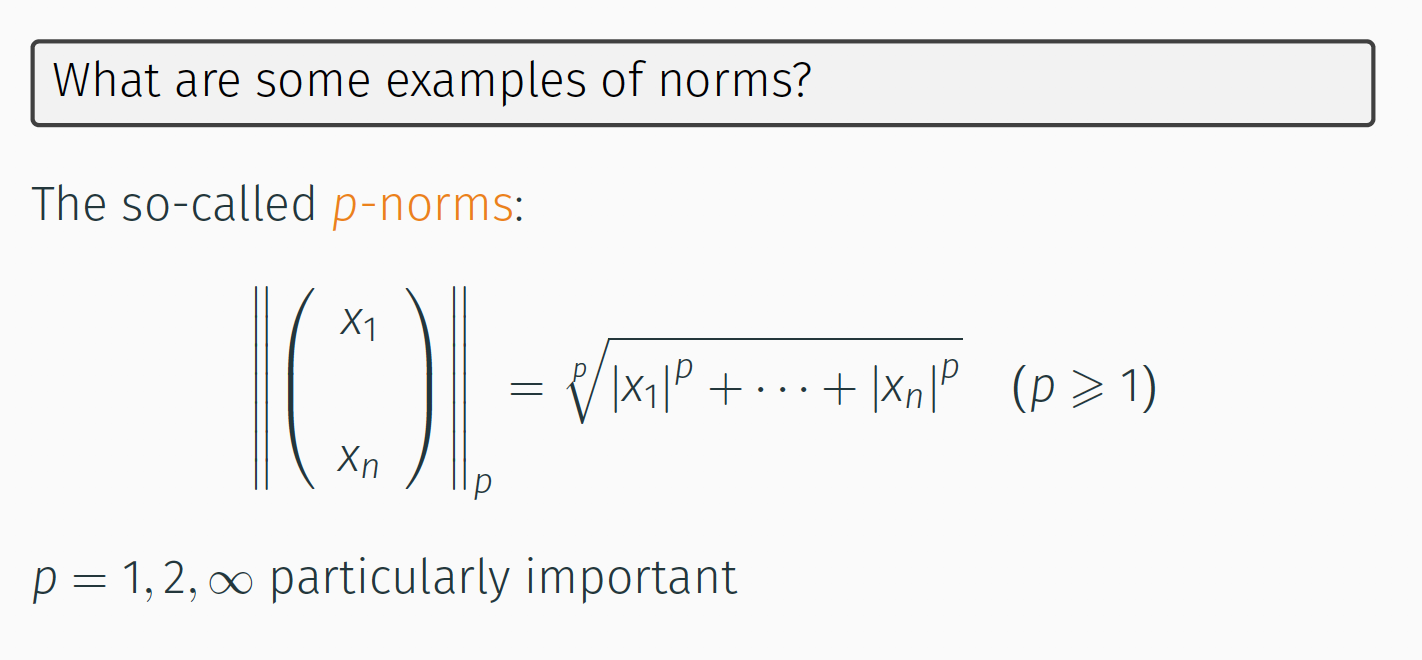 What are some examples of norms?
The so-called p-norms:
‖(x₁ xₙ)‖ₚ = ᵖ√(|x₁|ᵖ + · · · + |xₙ|ᵖ) (p ⩾ 1)
p = 1, 2, ∞ particularly important